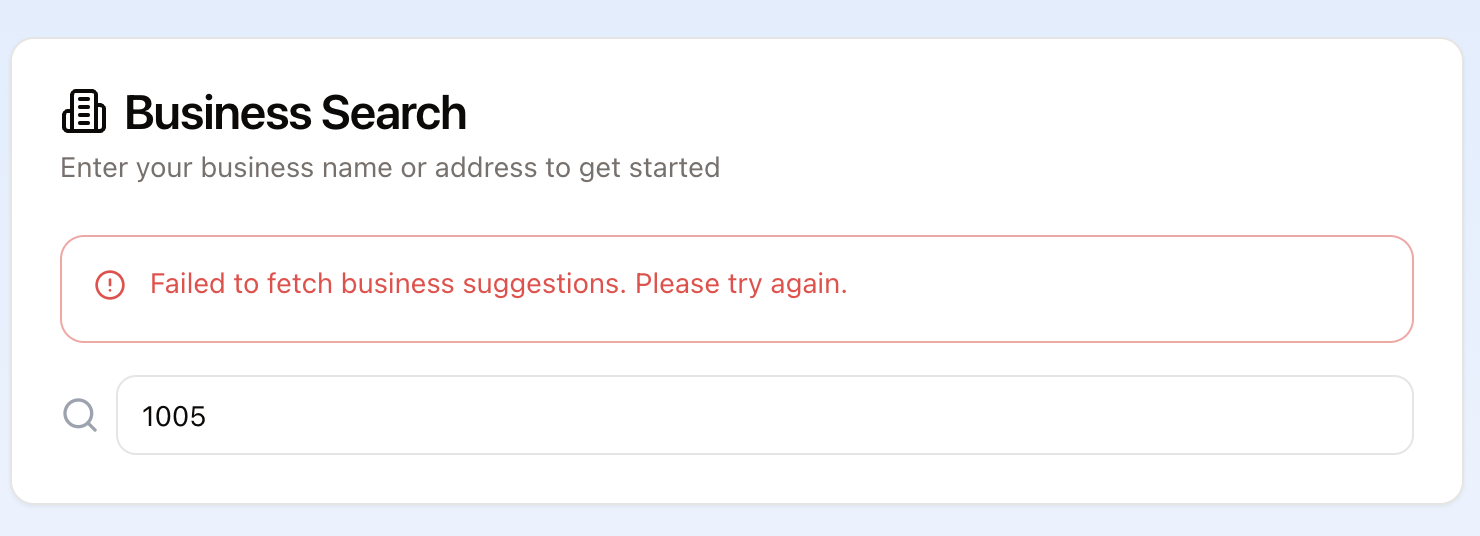 Business Search
Enter your business name or address to get started
Failed to fetch business suggestions. Please try again.
1005